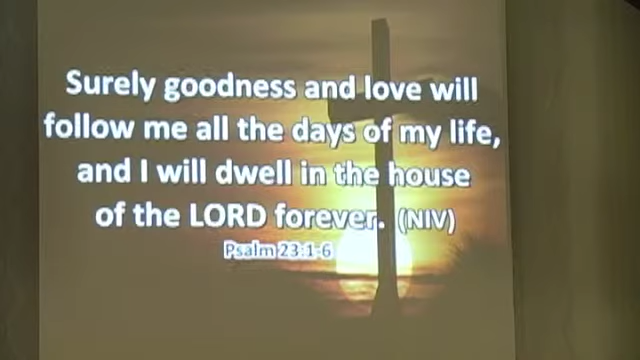 Surely goodness and love will
follow me all the days of my life,
and I will dwell in the house
of the LORD forever. (NIV)
Psalm 23:1-6